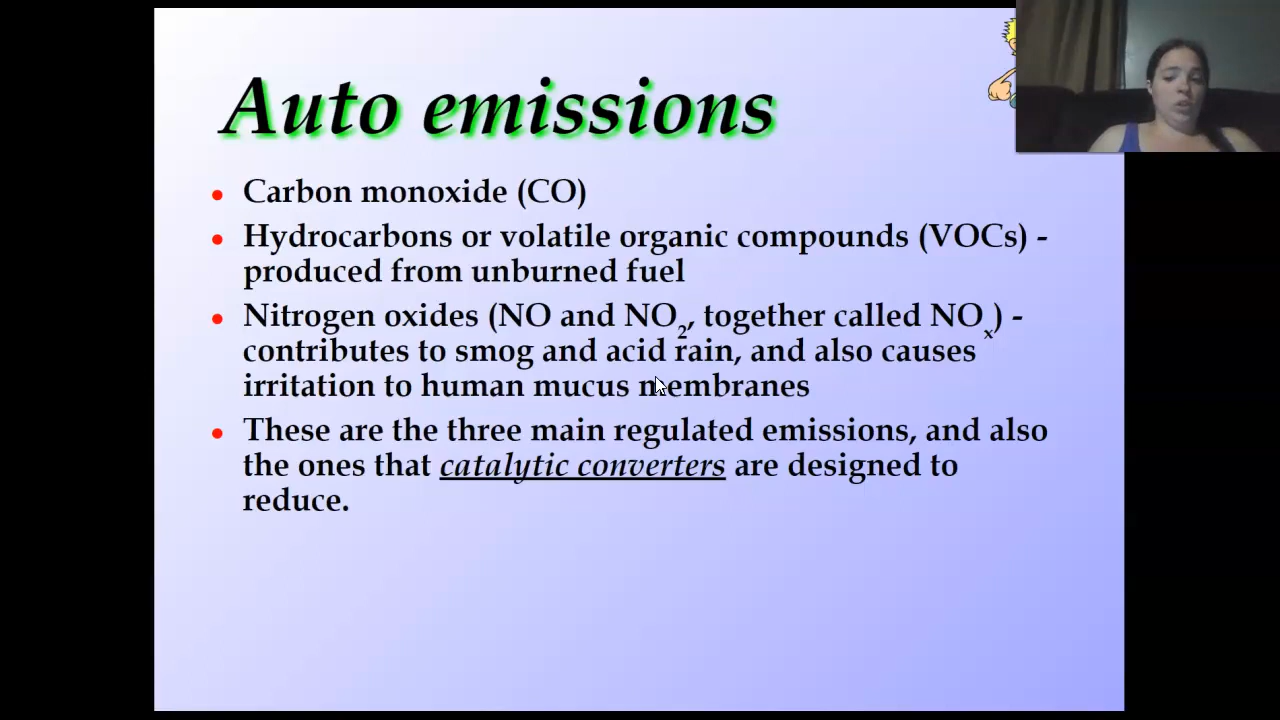 Auto emissions
Carbon monoxide (CO)
Hydrocarbons or volatile organic compounds (VOCs) -
produced from unburned fuel
Nitrogen oxides (NO and NO₂, together called NOₓ) -
contributes to smog and acid rain, and also causes
irritation to human mucus membranes
These are the three main regulated emissions, and also
the ones that catalytic converters are designed to
reduce.